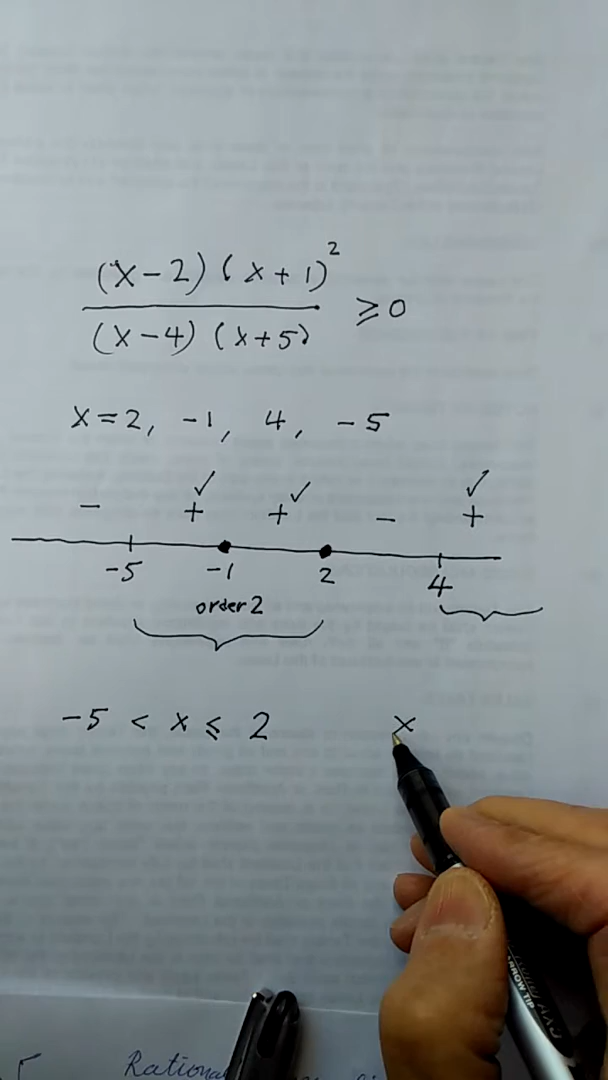 (x-2)(x+1)²
(x-4)(x+5) ≥0
x=2, -1, 4, -5
- + + - +
-5 -1 2 4
order 2
-5 < x ≤ 2 x
Rational